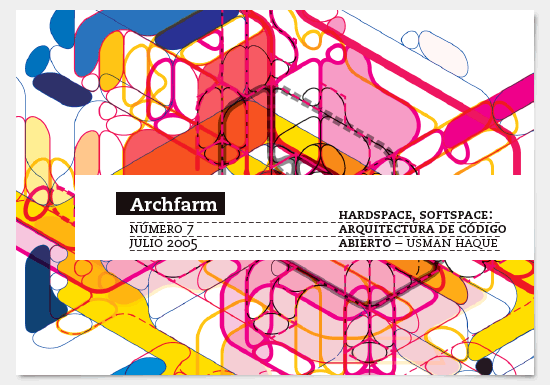 Archfarm
NÚMERO 7
JULIO 2005
HARDSPACE, SOFTSPACE:
ARQUITECTURA DE CÓDIGO
ABIERTO – USMAN HAQUE